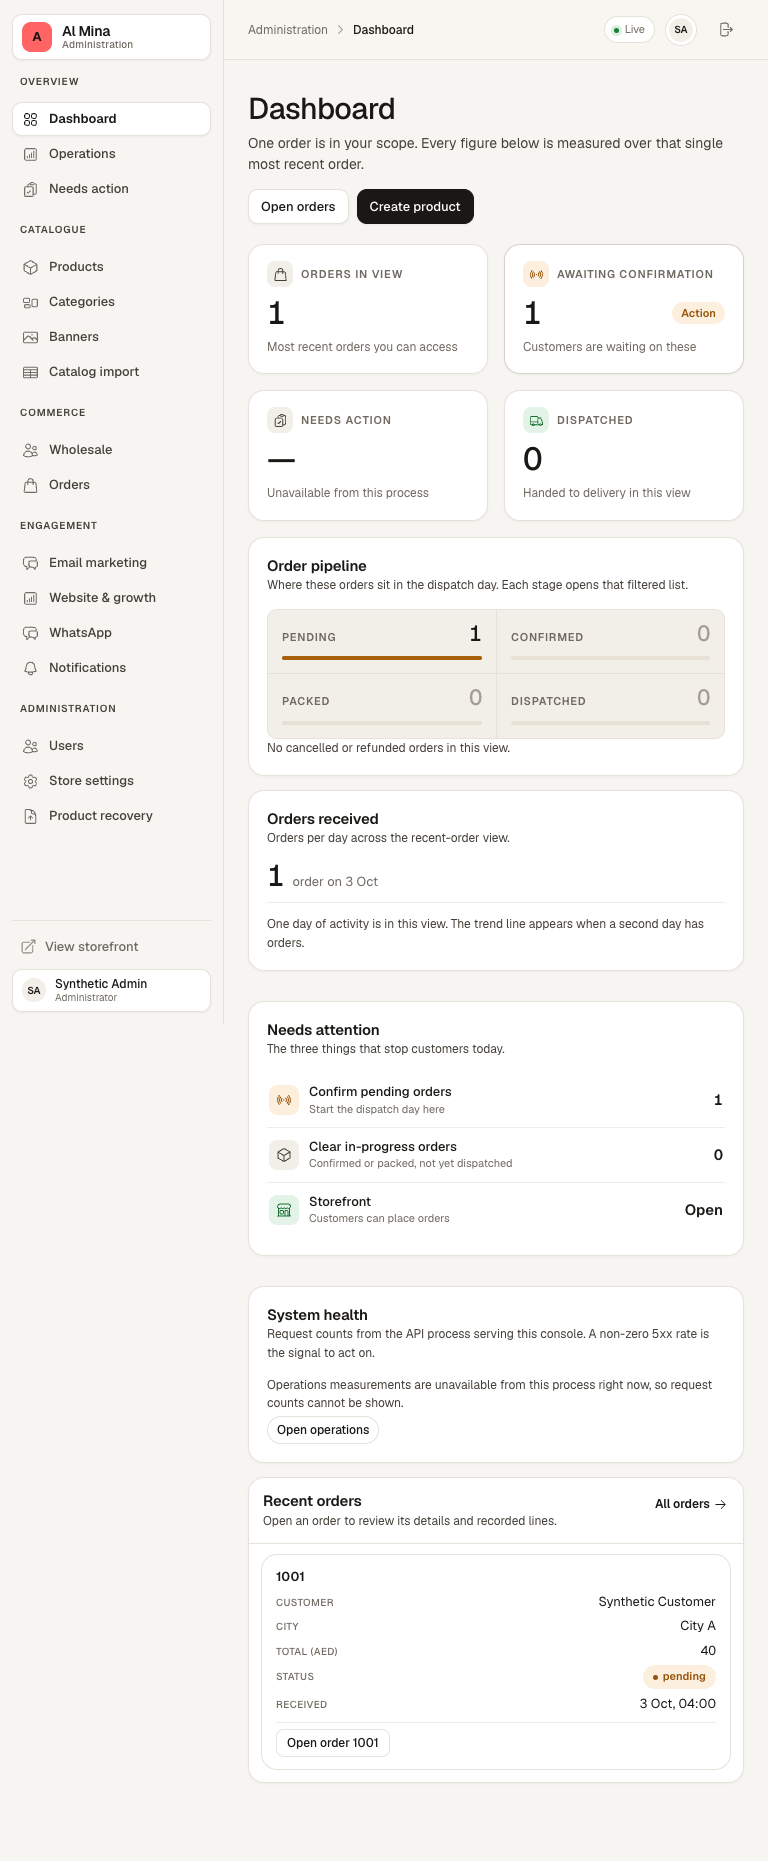 A
Al Mina
Administration
OVERVIEW
Dashboard
Operations
Needs action
CATALOGUE
Products
Categories
Banners
Catalog import
COMMERCE
Wholesale
Orders
ENGAGEMENT
Email marketing
Website & growth
WhatsApp
Notifications
ADMINISTRATION
Users
Store settings
Product recovery
View storefront
SA
Synthetic Admin
Administrator
Administration > Dashboard
Live
SA
Dashboard
One order is in your scope. Every figure below is measured over that single
most recent order.
Open orders
Create product
ORDERS IN VIEW
1
Most recent orders you can access
AWAITING CONFIRMATION
1
Action
Customers are waiting on these
NEEDS ACTION
—
Unavailable from this process
DISPATCHED
0
Handed to delivery in this view
Order pipeline
Where these orders sit in the dispatch day. Each stage opens that filtered list.
PENDING 1
CONFIRMED 0
PACKED 0
DISPATCHED 0
No cancelled or refunded orders in this view.
Orders received
Orders per day across the recent-order view.
1 order on 3 Oct
One day of activity is in this view. The trend line appears when a second day has
orders.
Needs attention
The three things that stop customers today.
Confirm pending orders
Start the dispatch day here
1
Clear in-progress orders
Confirmed or packed, not yet dispatched
0
Storefront
Customers can place orders
Open
System health
Request counts from the API process serving this console. A non-zero 5xx rate is
the signal to act on.
Operations measurements are unavailable from this process right now, so request
counts cannot be shown.
Open operations
Recent orders
Open an order to review its details and recorded lines.
All orders →
1001
CUSTOMER Synthetic Customer
CITY City A
TOTAL (AED) 40
STATUS pending
RECEIVED 3 Oct, 04:00
Open order 1001